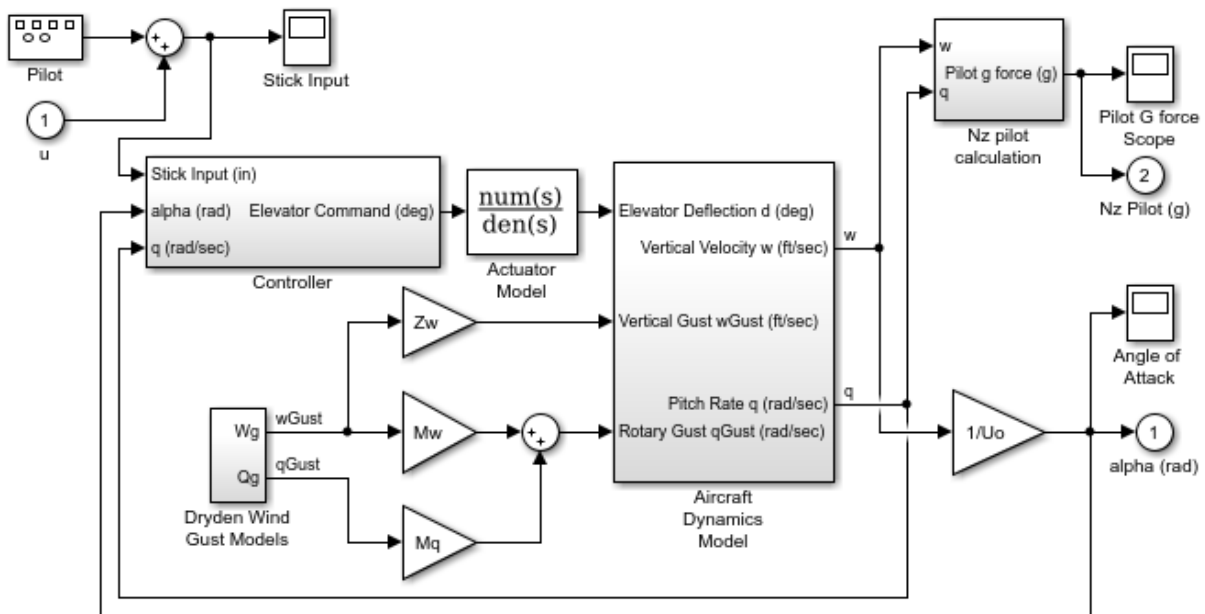 Pilot
+
+
Stick Input
1
u
w
Pilot g force (g)
q
Nz pilot
calculation
Pilot G force
Scope
2
Nz Pilot (g)
Stick Input (in)
alpha (rad)
Elevator Command (deg)
q (rad/sec)
Controller
num(s)
den(s)
Actuator
Model
Elevator Deflection d (deg)
Vertical Velocity w (ft/sec)
Vertical Gust wGust (ft/sec)
Pitch Rate q (rad/sec)
Rotary Gust qGust (rad/sec)
Aircraft
Dynamics
Model
w
q
Zw
Mw
Mq
+
+
Wg
Qg
wGust
qGust
Dryden Wind
Gust Models
1/Uo
Angle of
Attack
1
alpha (rad)